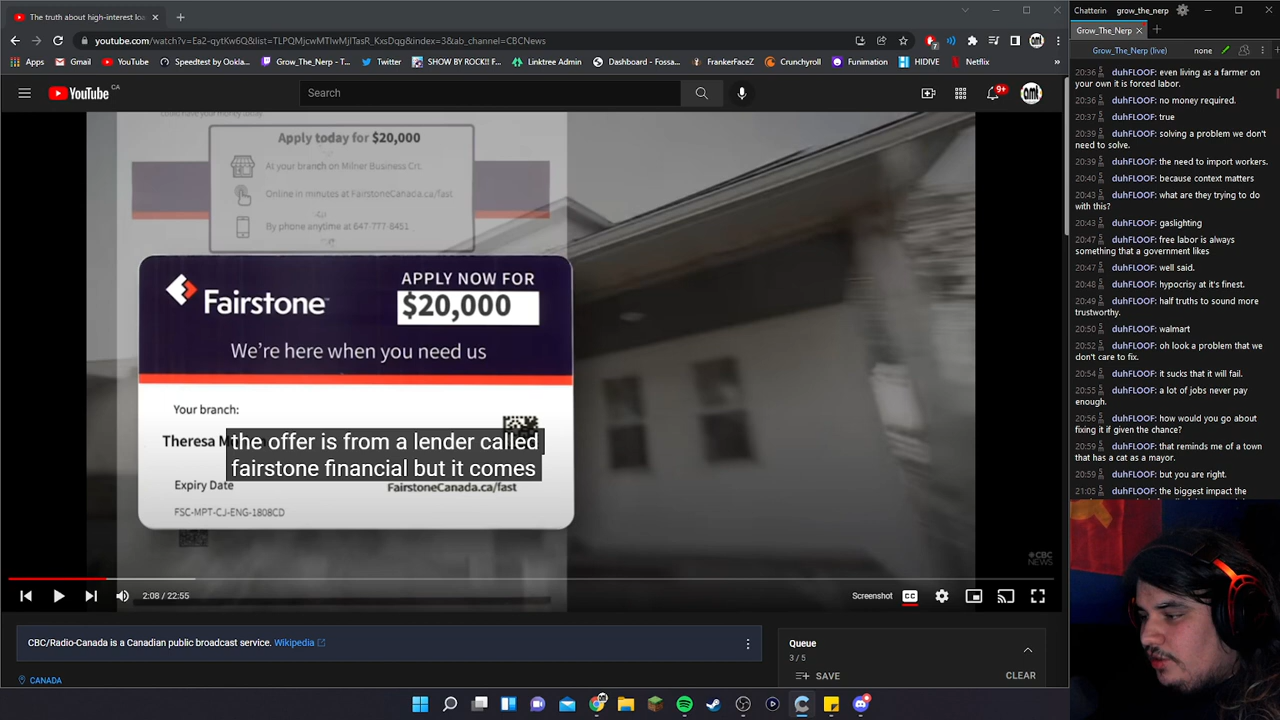 The truth about high-interest loa
youtube.com/watch?v=Ea2-qytKw6Q&list=TLPQMjcwMTIwMjITasR_KxsDqg&index=3&ab_channel=CBCNews
Apps
Gmail
YouTube
Speedtest by Ookla...
Grow_The_Nerp - T...
Twitter
SHOW BY ROCK!! F...
Linktree Admin
Dashboard - Fossa...
FrankerFaceZ
Crunchyroll
Funimation
HIDIVE
Netflix
YouTube CA
Search
9+
Apply today for $20,000
At your branch on Milner Business Crt.
Online in minutes at FairstoneCanada.ca/fast
By phone anytime at 647-777-8451
Fairstone
APPLY NOW FOR
$20,000
We're here when you need us
Your branch:
Theresa M
the offer is from a lender called
fairstone financial but it comes
Expiry Date
FairstoneCanada.ca/fast
FSC-MPT-CJ-ENG-1808CD
CBC
NEWS
2:08 / 22:55
Screenshot
CC
CBC/Radio-Canada is a Canadian public broadcast service. Wikipedia
CANADA
Queue
3 / 5
SAVE
CLEAR
Chatterin
grow_the_nerp
Grow_The_Nerp
Grow_The_Nerp (live)
none
20:36 duhFLOOF: even living as a farmer on
your own it is forced labor.
20:36 duhFLOOF: no money required.
20:37 duhFLOOF: true
20:39 duhFLOOF: solving a problem we don't
need to solve.
20:39 duhFLOOF: the need to import workers.
20:40 duhFLOOF: because context matters
20:43 duhFLOOF: what are they trying to do
with this?
20:43 duhFLOOF: gaslighting
20:47 duhFLOOF: free labor is always
something that a government likes
20:47 duhFLOOF: well said.
20:48 duhFLOOF: hypocrisy at it's finest.
20:49 duhFLOOF: half truths to sound more
trustworthy.
20:50 duhFLOOF: walmart
20:52 duhFLOOF: oh look a problem that we
don't care to fix.
20:54 duhFLOOF: it sucks that it will fail.
20:55 duhFLOOF: a lot of jobs never pay
enough.
20:56 duhFLOOF: how would you go about
fixing it if given the chance?
20:59 duhFLOOF: that reminds me of a town
that has a cat as a mayor.
20:59 duhFLOOF: but you are right.
21:05 duhFLOOF: the biggest impact the